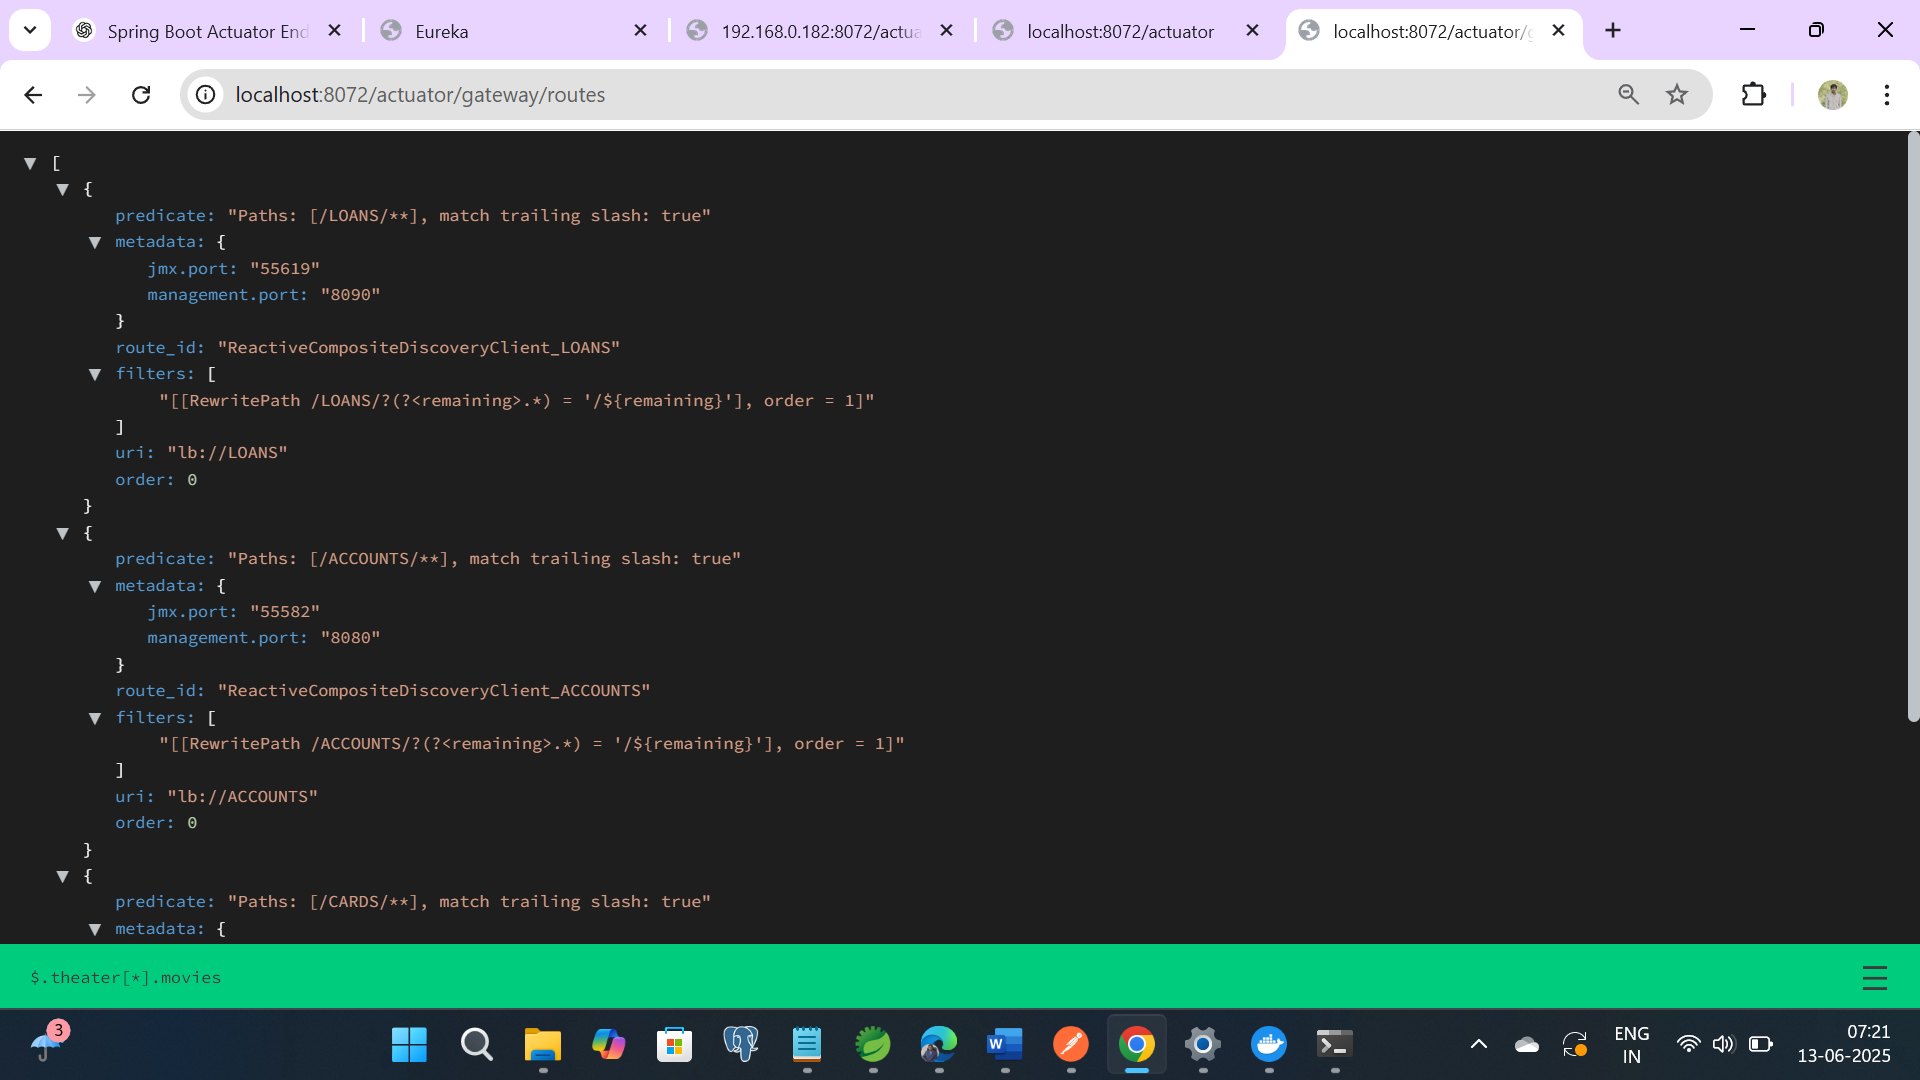 Spring Boot Actuator End
Eureka
192.168.0.182:8072/actua
localhost:8072/actuator
localhost:8072/actuator/g
localhost:8072/actuator/gateway/routes
[
{
predicate: "Paths: [/LOANS/**], match trailing slash: true"
metadata: {
jmx.port: "55619"
management.port: "8090"
}
route_id: "ReactiveCompositeDiscoveryClient_LOANS"
filters: [
"[[RewritePath /LOANS/?(?<remaining>.*) = '/${remaining}'], order = 1]"
]
uri: "lb://LOANS"
order: 0
}
{
predicate: "Paths: [/ACCOUNTS/**], match trailing slash: true"
metadata: {
jmx.port: "55582"
management.port: "8080"
}
route_id: "ReactiveCompositeDiscoveryClient_ACCOUNTS"
filters: [
"[[RewritePath /ACCOUNTS/?(?<remaining>.*) = '/${remaining}'], order = 1]"
]
uri: "lb://ACCOUNTS"
order: 0
}
{
predicate: "Paths: [/CARDS/**], match trailing slash: true"
metadata: {
$.theater[*].movies
3
W
ENG
IN
07:21
13-06-2025